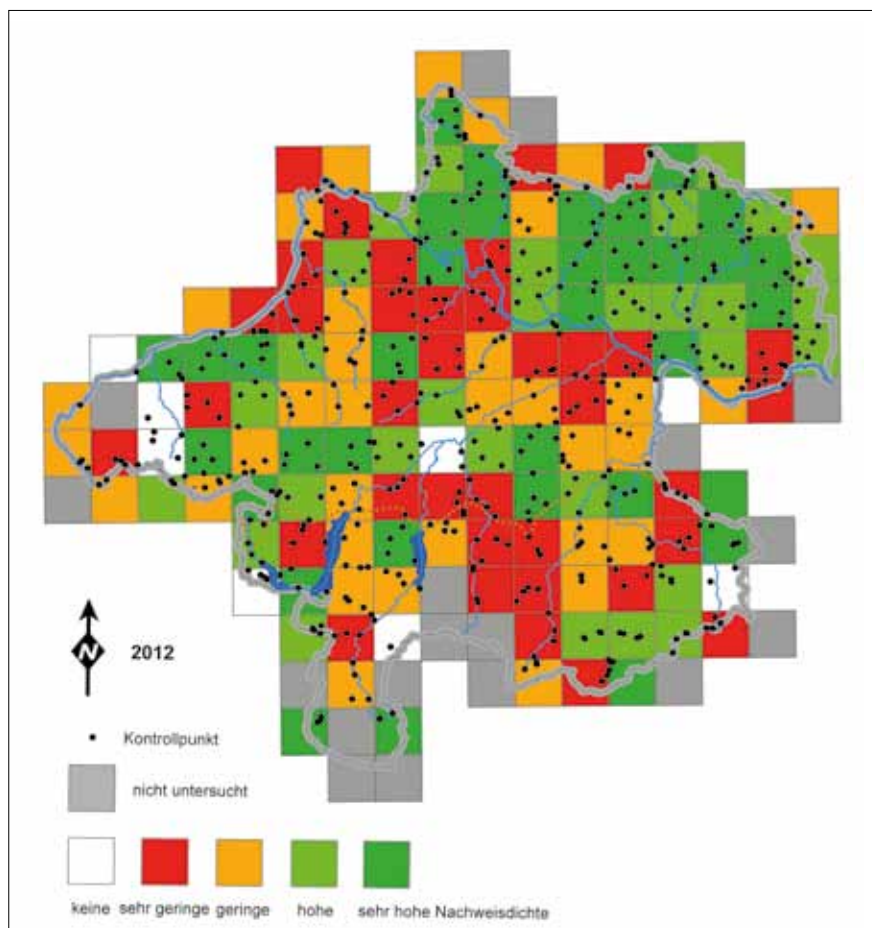 N
2012
Kontrollpunkt
nicht untersucht
keine sehr geringe geringe hohe sehr hohe Nachweisdichte